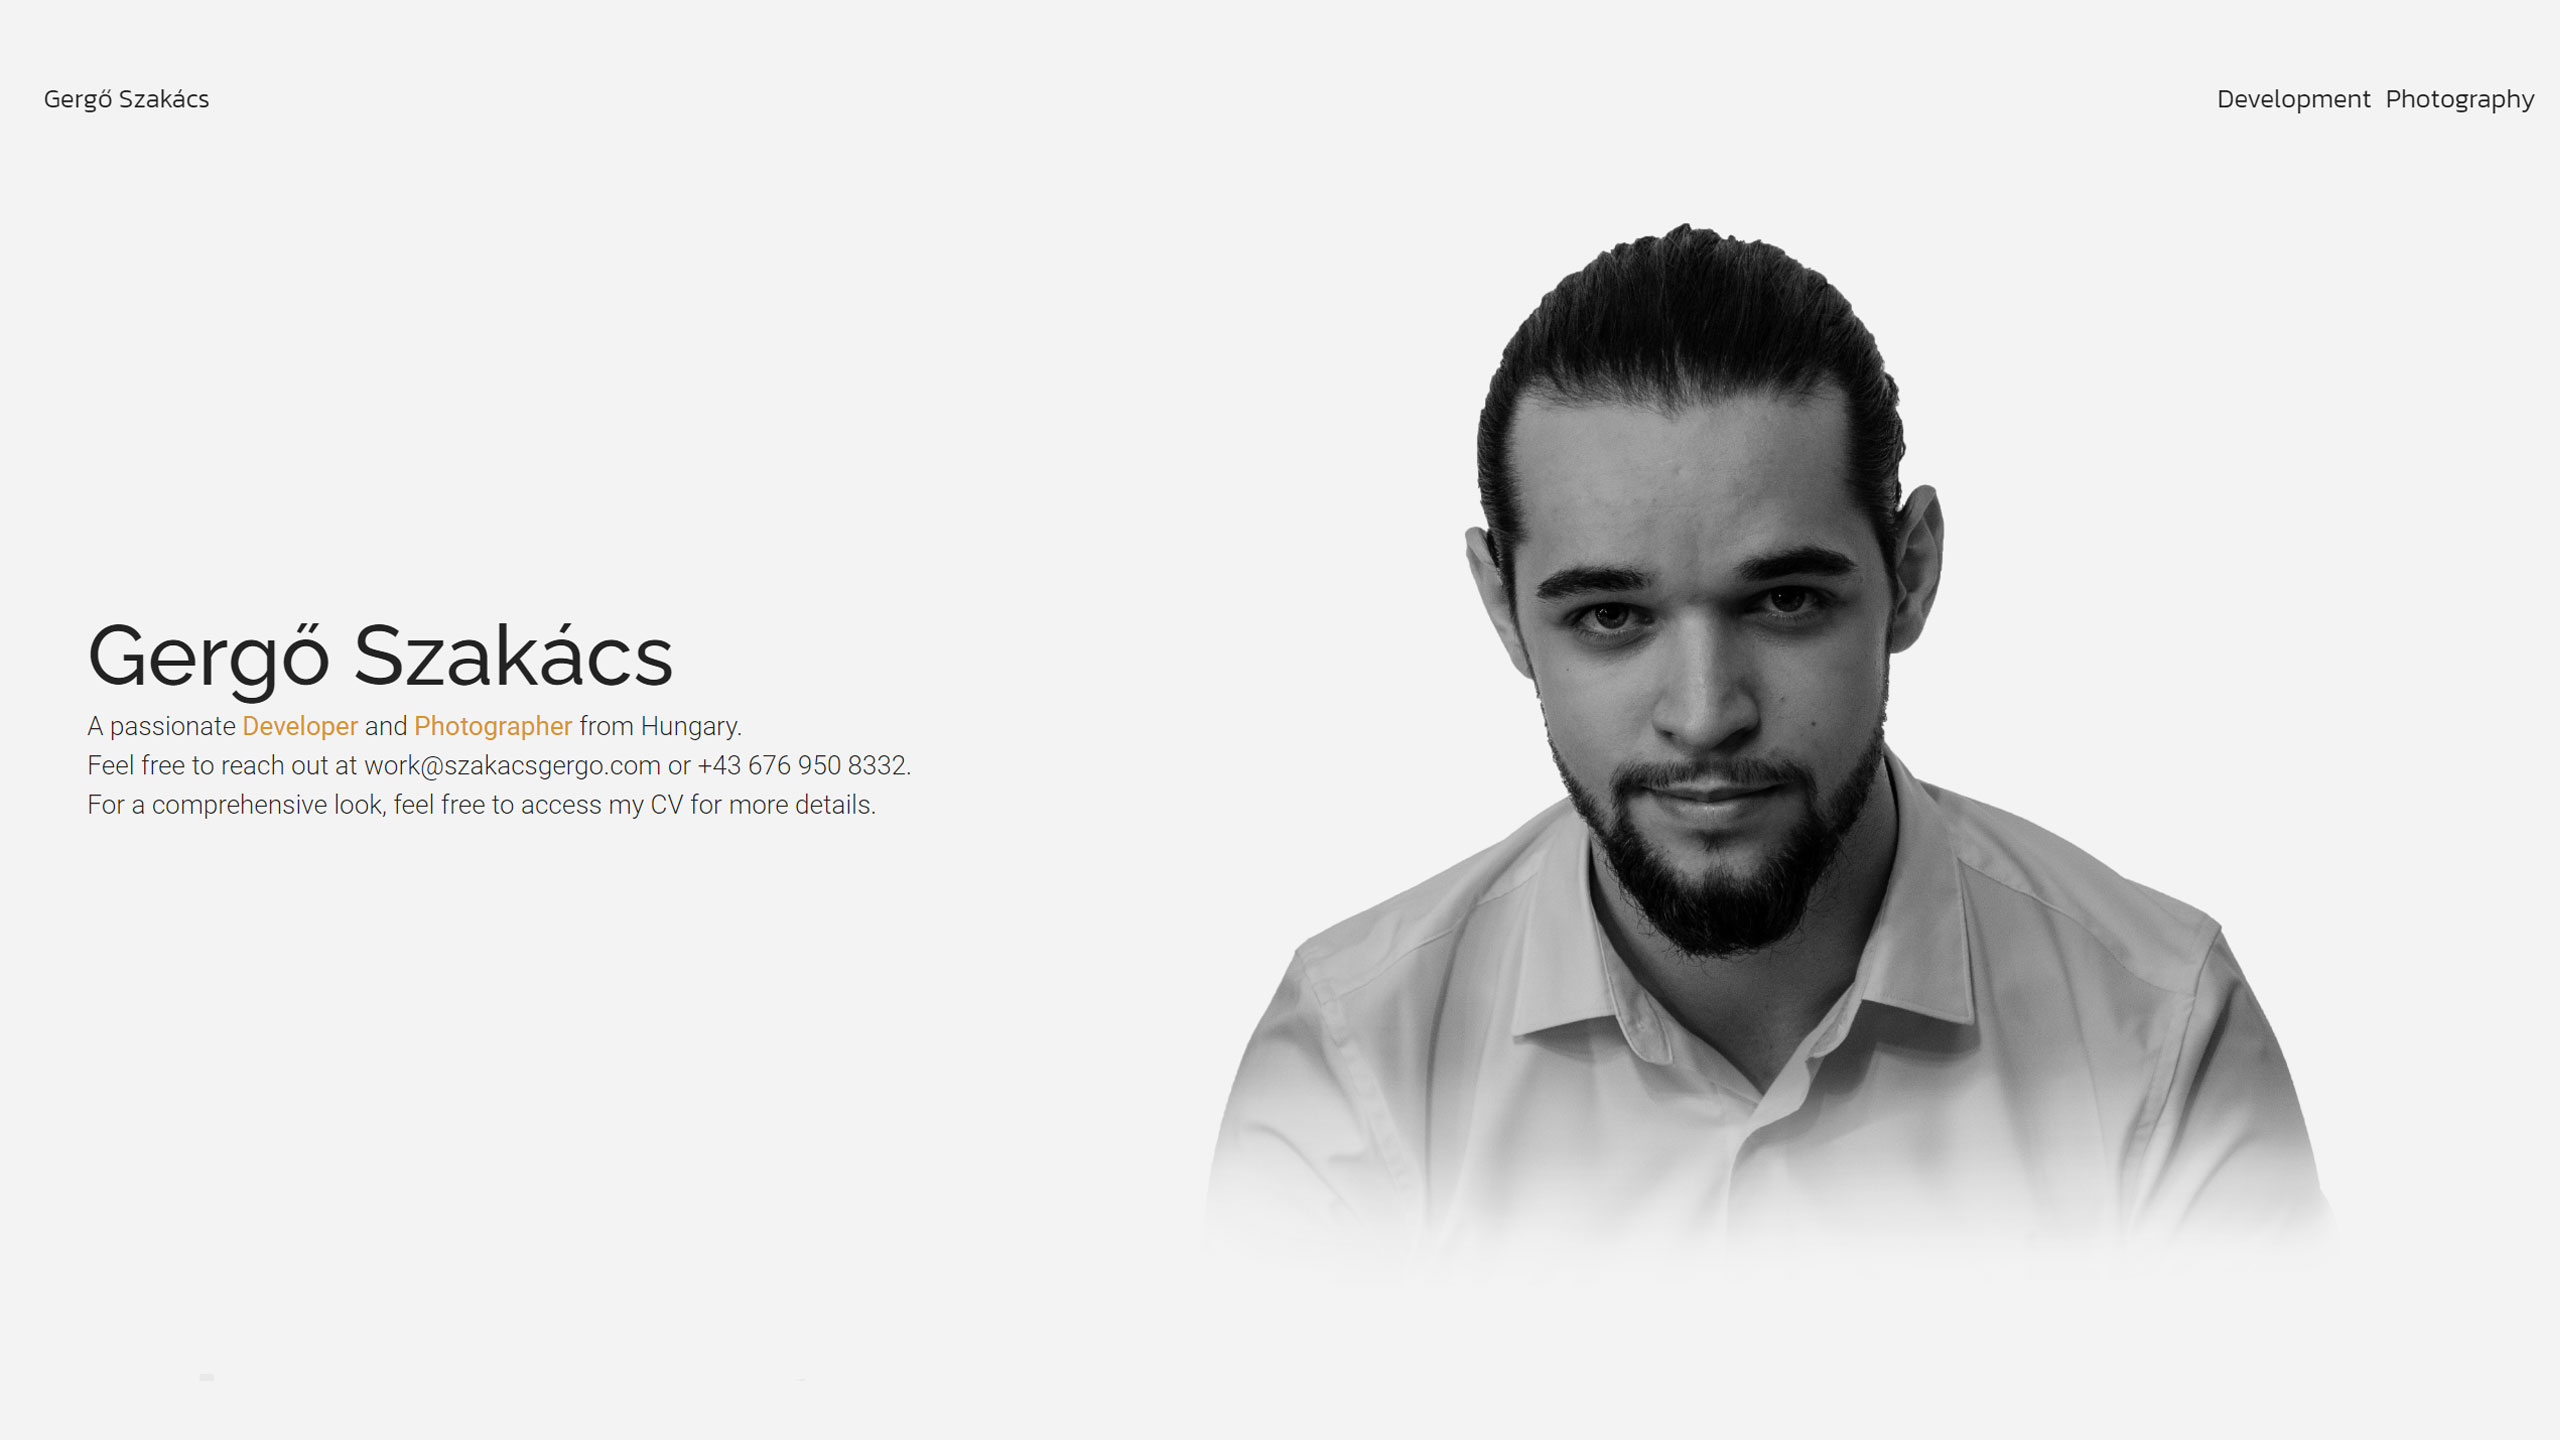 Gergő Szakács
Development Photography
Gergő Szakács
A passionate Developer and Photographer from Hungary.
Feel free to reach out at work@szakacsgergo.com or +43 676 950 8332.
For a comprehensive look, feel free to access my CV for more details.